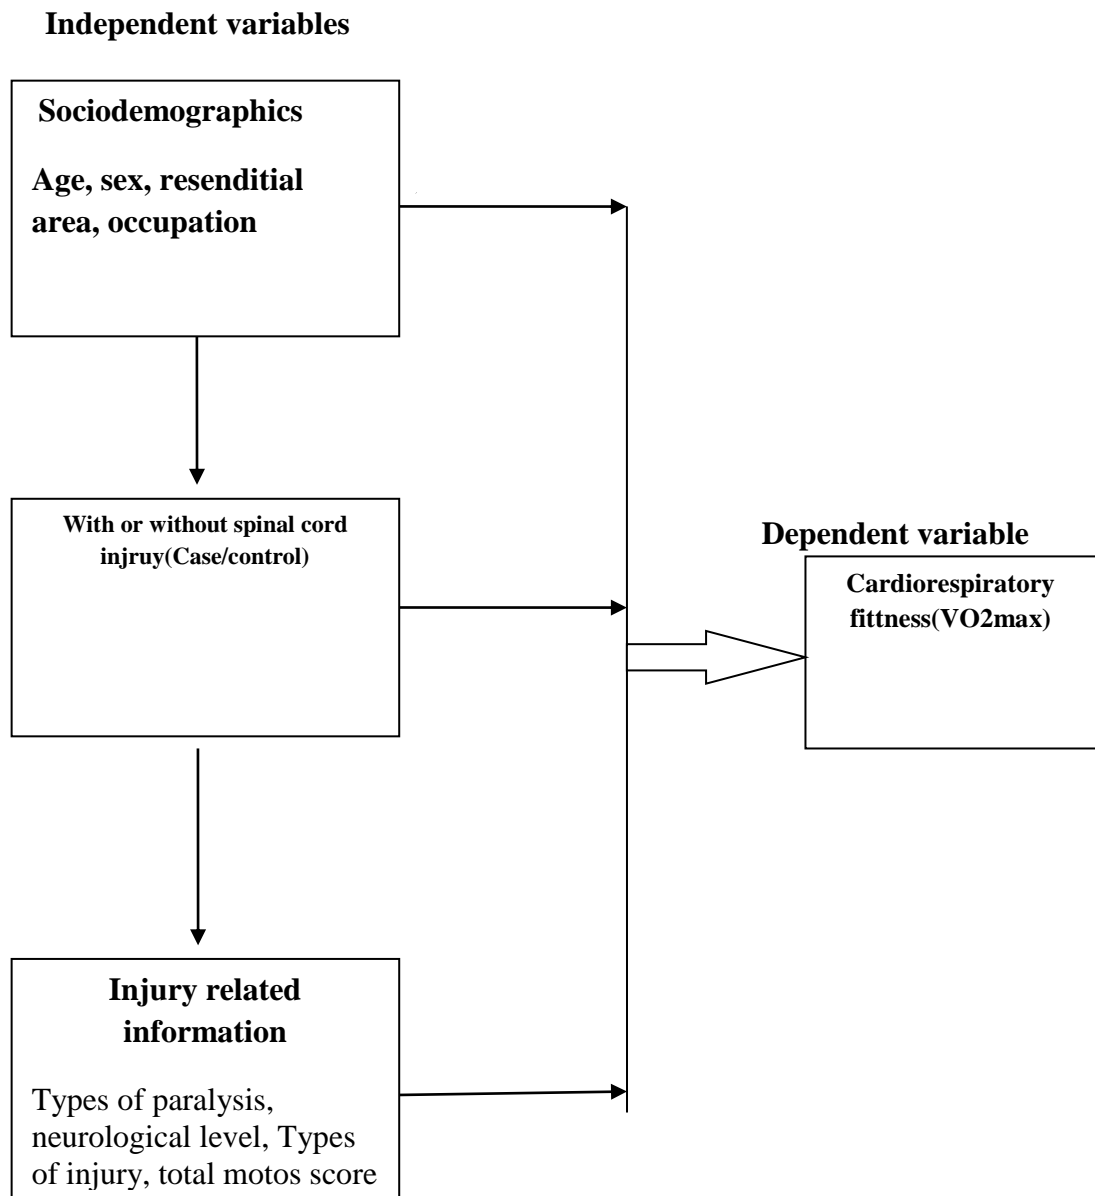 Independent variables
Sociodemographics
Age, sex, resenditial
area, occupation
With or without spinal cord
injruy(Case/control)
Dependent variable
Cardiorespiratory
fittness(VO2max)
Injury related
information
Types of paralysis,
neurological level, Types
of injury, total motos score